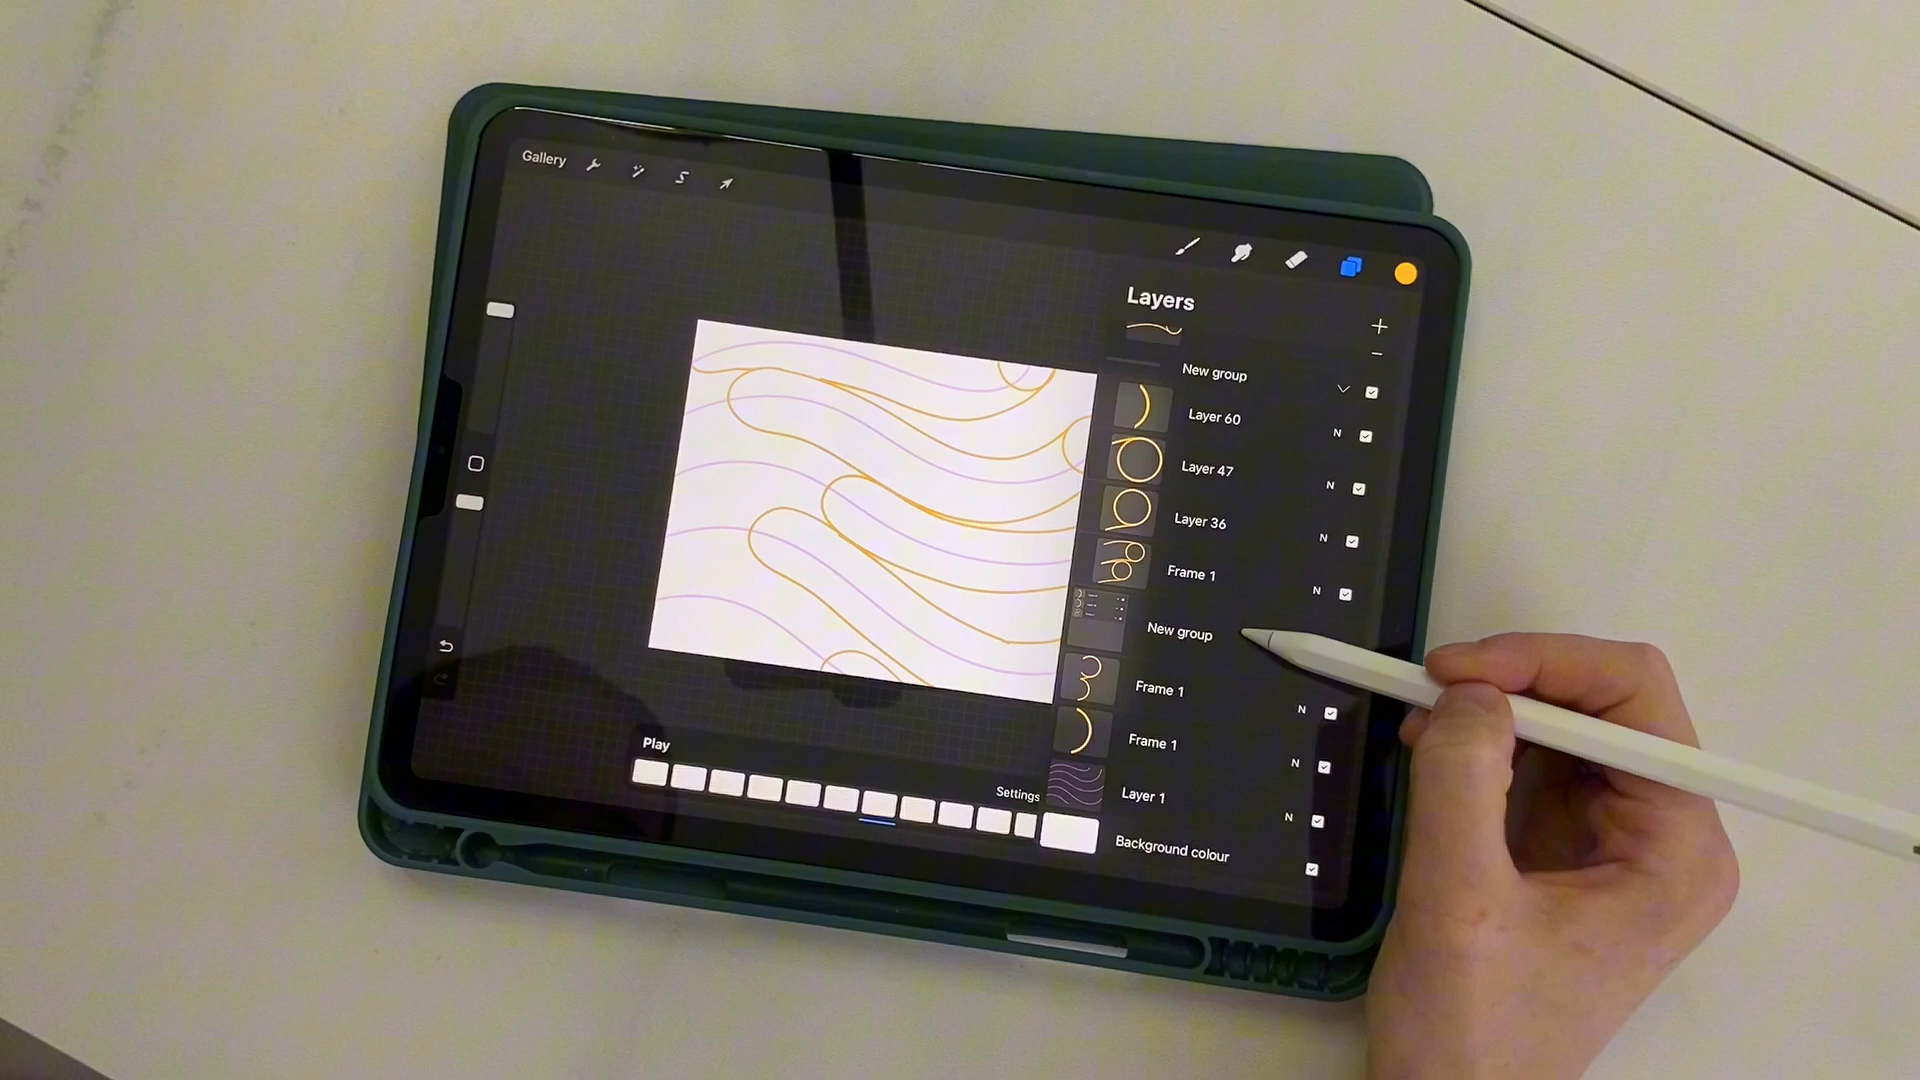 Gallery
Layers
New group
Layer 60
N
Layer 47
N
Layer 36
N
Frame 1
N
New group
Frame 1
N
Frame 1
N
Layer 1
N
Background colour
Play
Settings